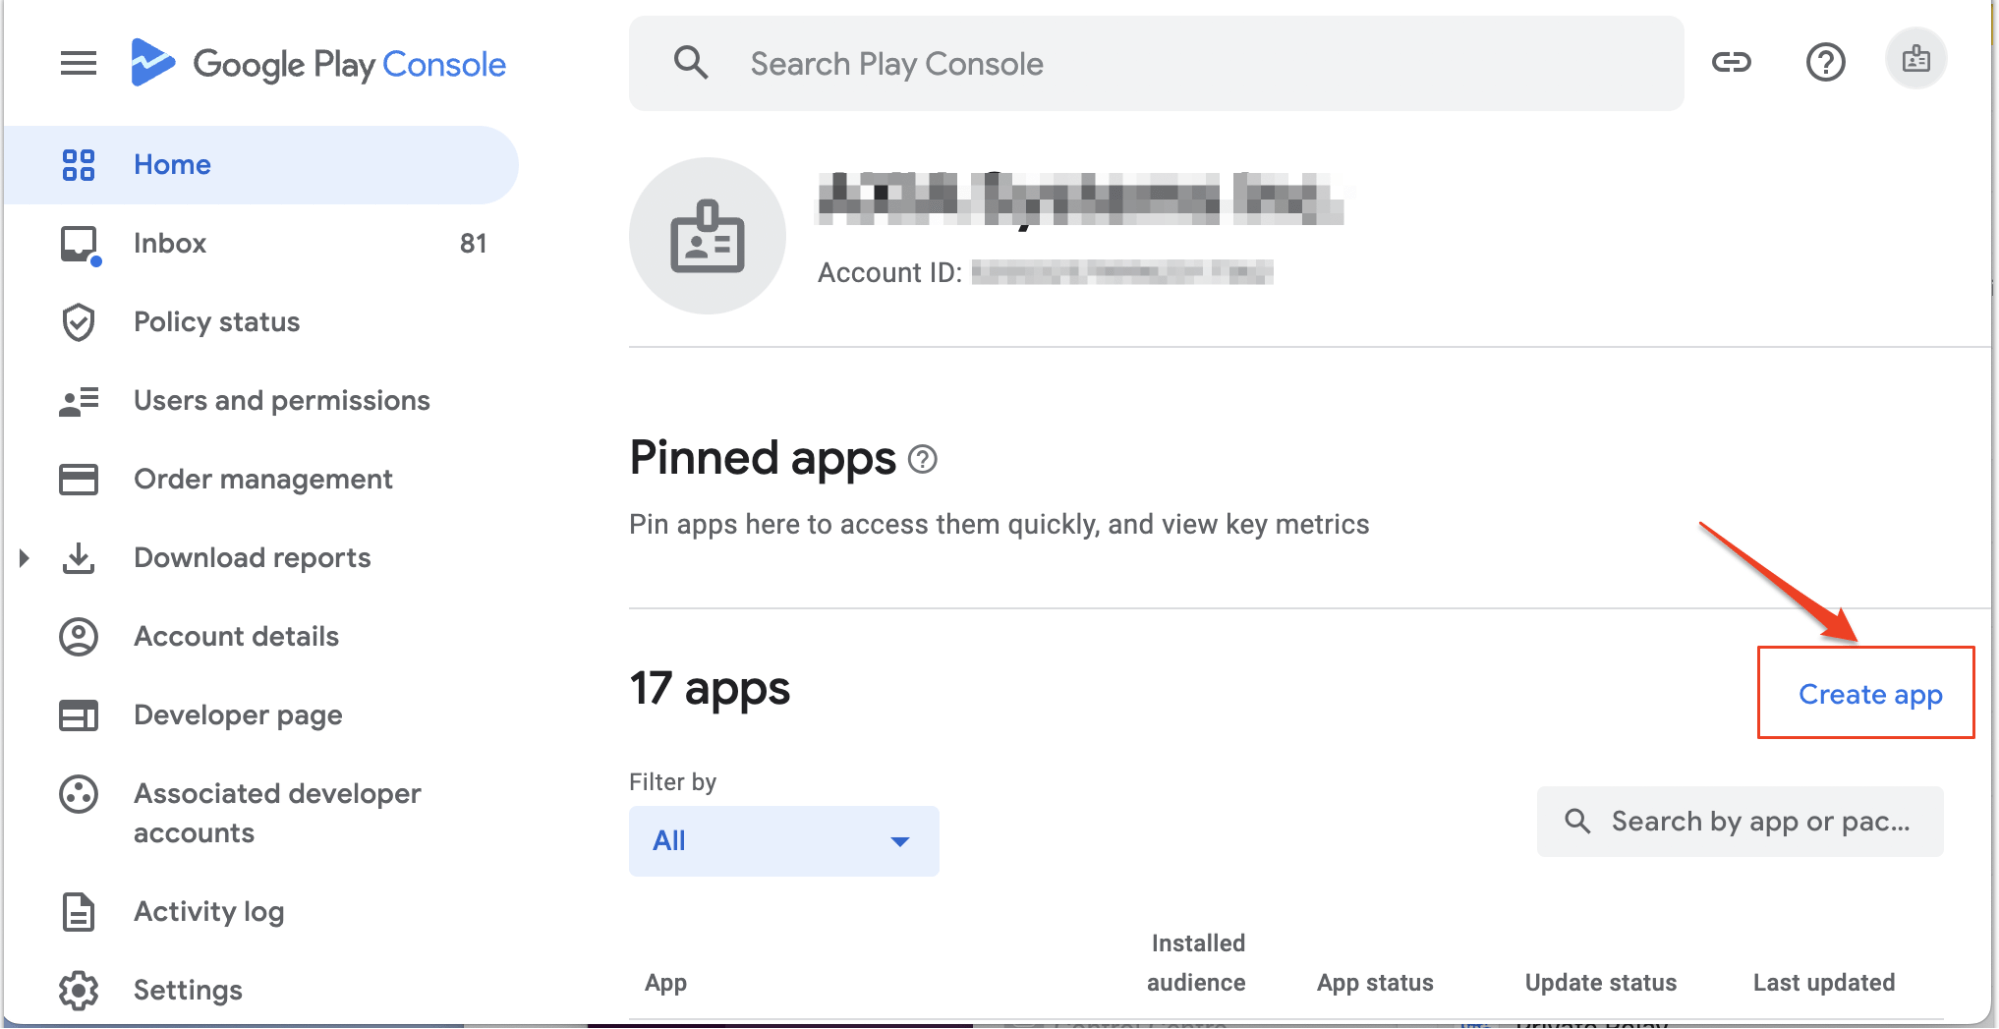 Google Play Console
Search Play Console
Home
Inbox 81
Policy status
Users and permissions
Order management
Download reports
Account details
Developer page
Associated developer
accounts
Activity log
Settings
Account ID:
Pinned apps
Pin apps here to access them quickly, and view key metrics
17 apps
Create app
Filter by
All
Search by app or pac...
App
Installed
audience
App status
Update status
Last updated